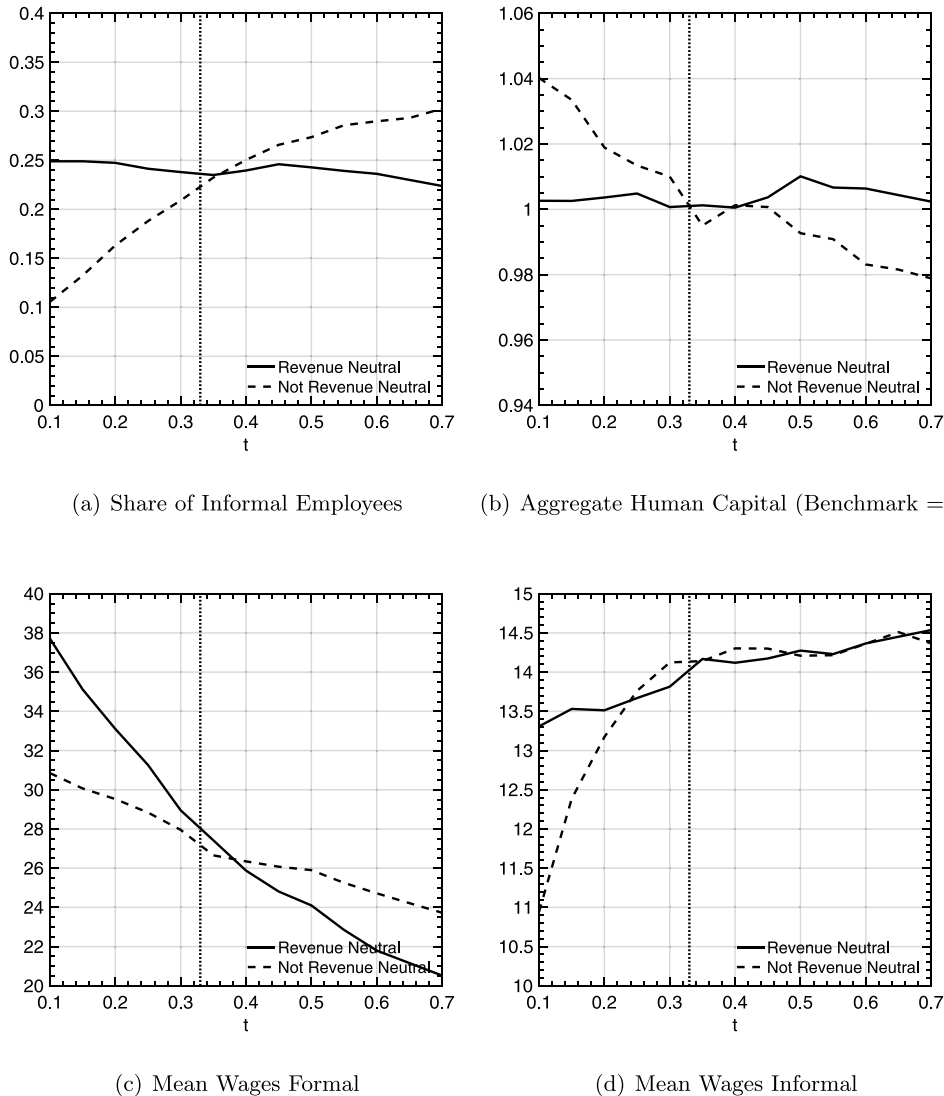 0.4
0.35
0.3
0.25
0.2
0.15
0.1
0.05
0
Revenue Neutral
Not Revenue Neutral
0.1 0.2 0.3 0.4 0.5 0.6 0.7
t
(a) Share of Informal Employees
1.06
1.04
1.02
1
0.98
0.96
0.94
Revenue Neutral
Not Revenue Neutral
0.1 0.2 0.3 0.4 0.5 0.6 0.7
t
(b) Aggregate Human Capital (Benchmark =
40
38
36
34
32
30
28
26
24
22
20
Revenue Neutral
Not Revenue Neutral
0.1 0.2 0.3 0.4 0.5 0.6 0.7
t
(c) Mean Wages Formal
15
14.5
14
13.5
13
12.5
12
11.5
11
10.5
10
Revenue Neutral
Not Revenue Neutral
0.1 0.2 0.3 0.4 0.5 0.6 0.7
t
(d) Mean Wages Informal